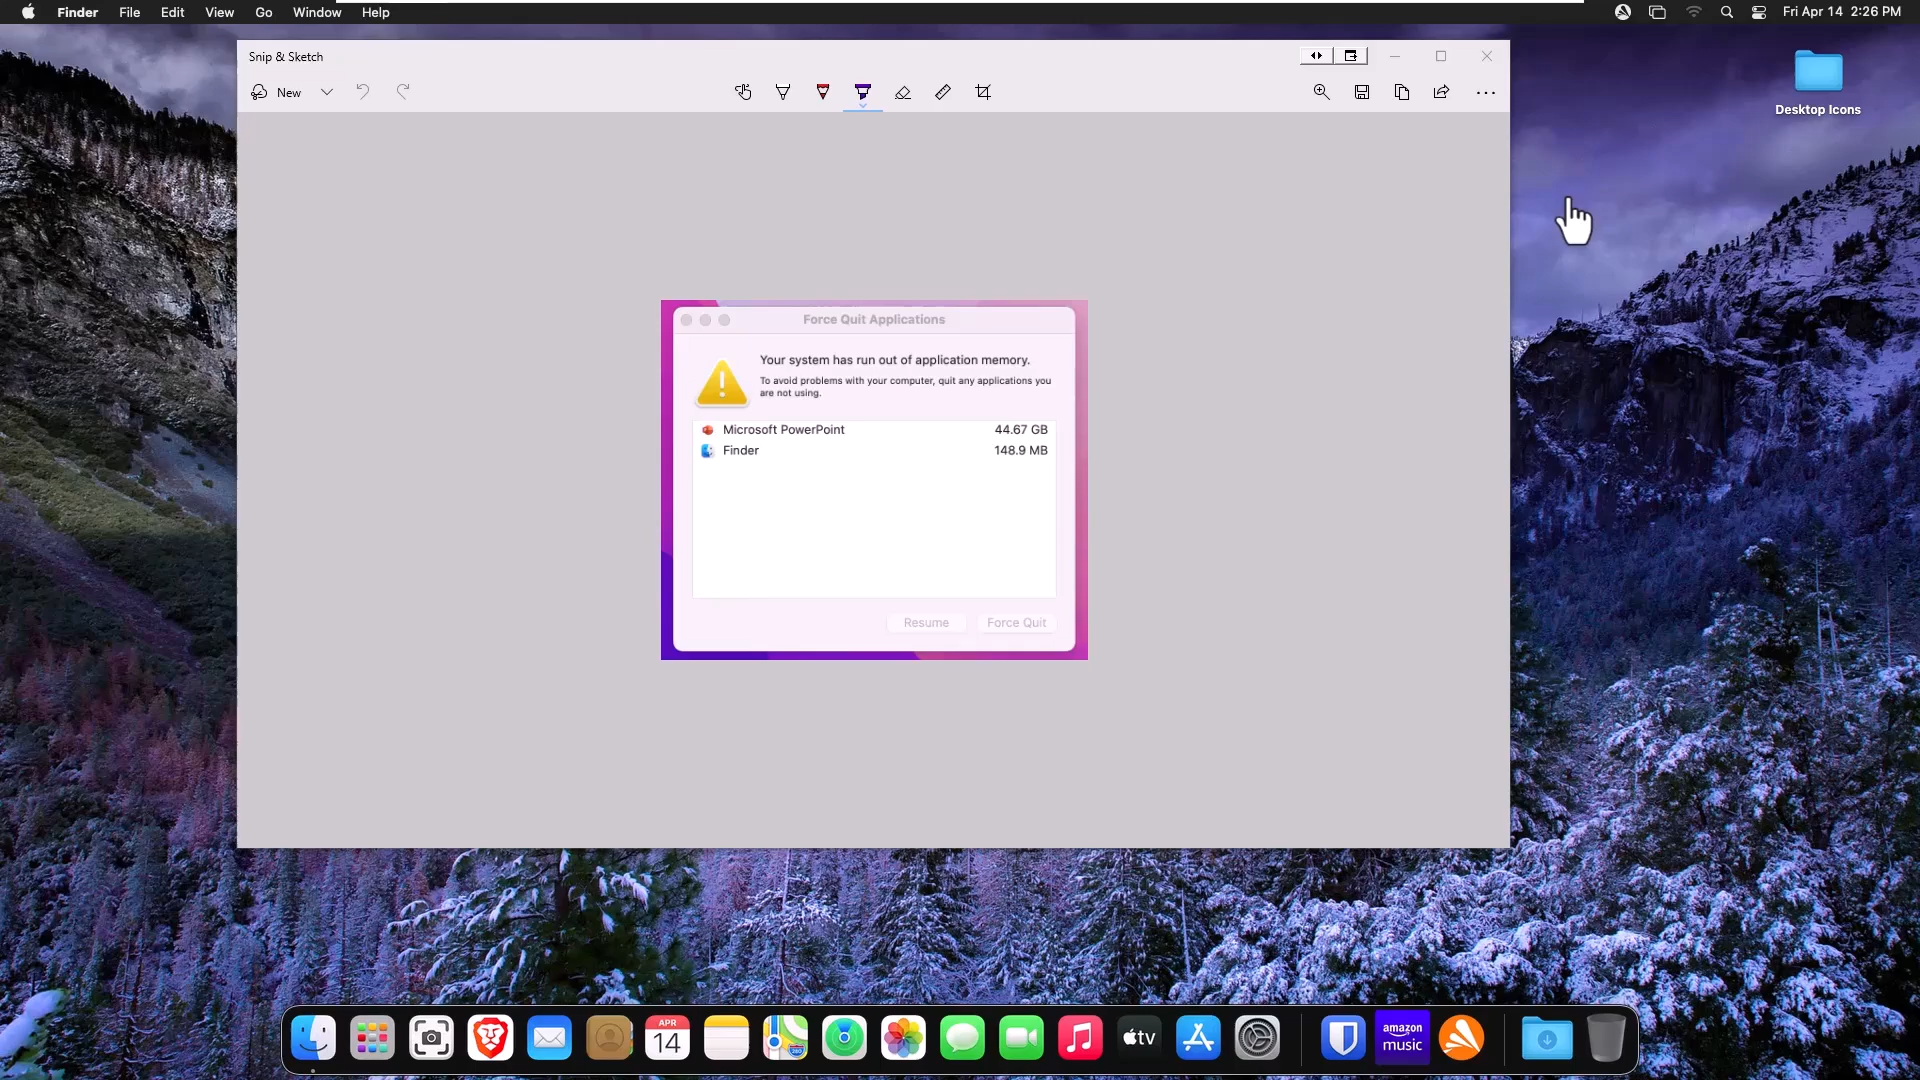 Finder File Edit View Go Window Help
Fri Apr 14 2:26 PM
Snip & Sketch
New
Desktop Icons
Force Quit Applications
Your system has run out of application memory.
To avoid problems with your computer, quit any applications you
are not using.
Microsoft PowerPoint 44.67 GB
Finder 148.9 MB
Resume Force Quit
APR
14
280
tv
amazon
music